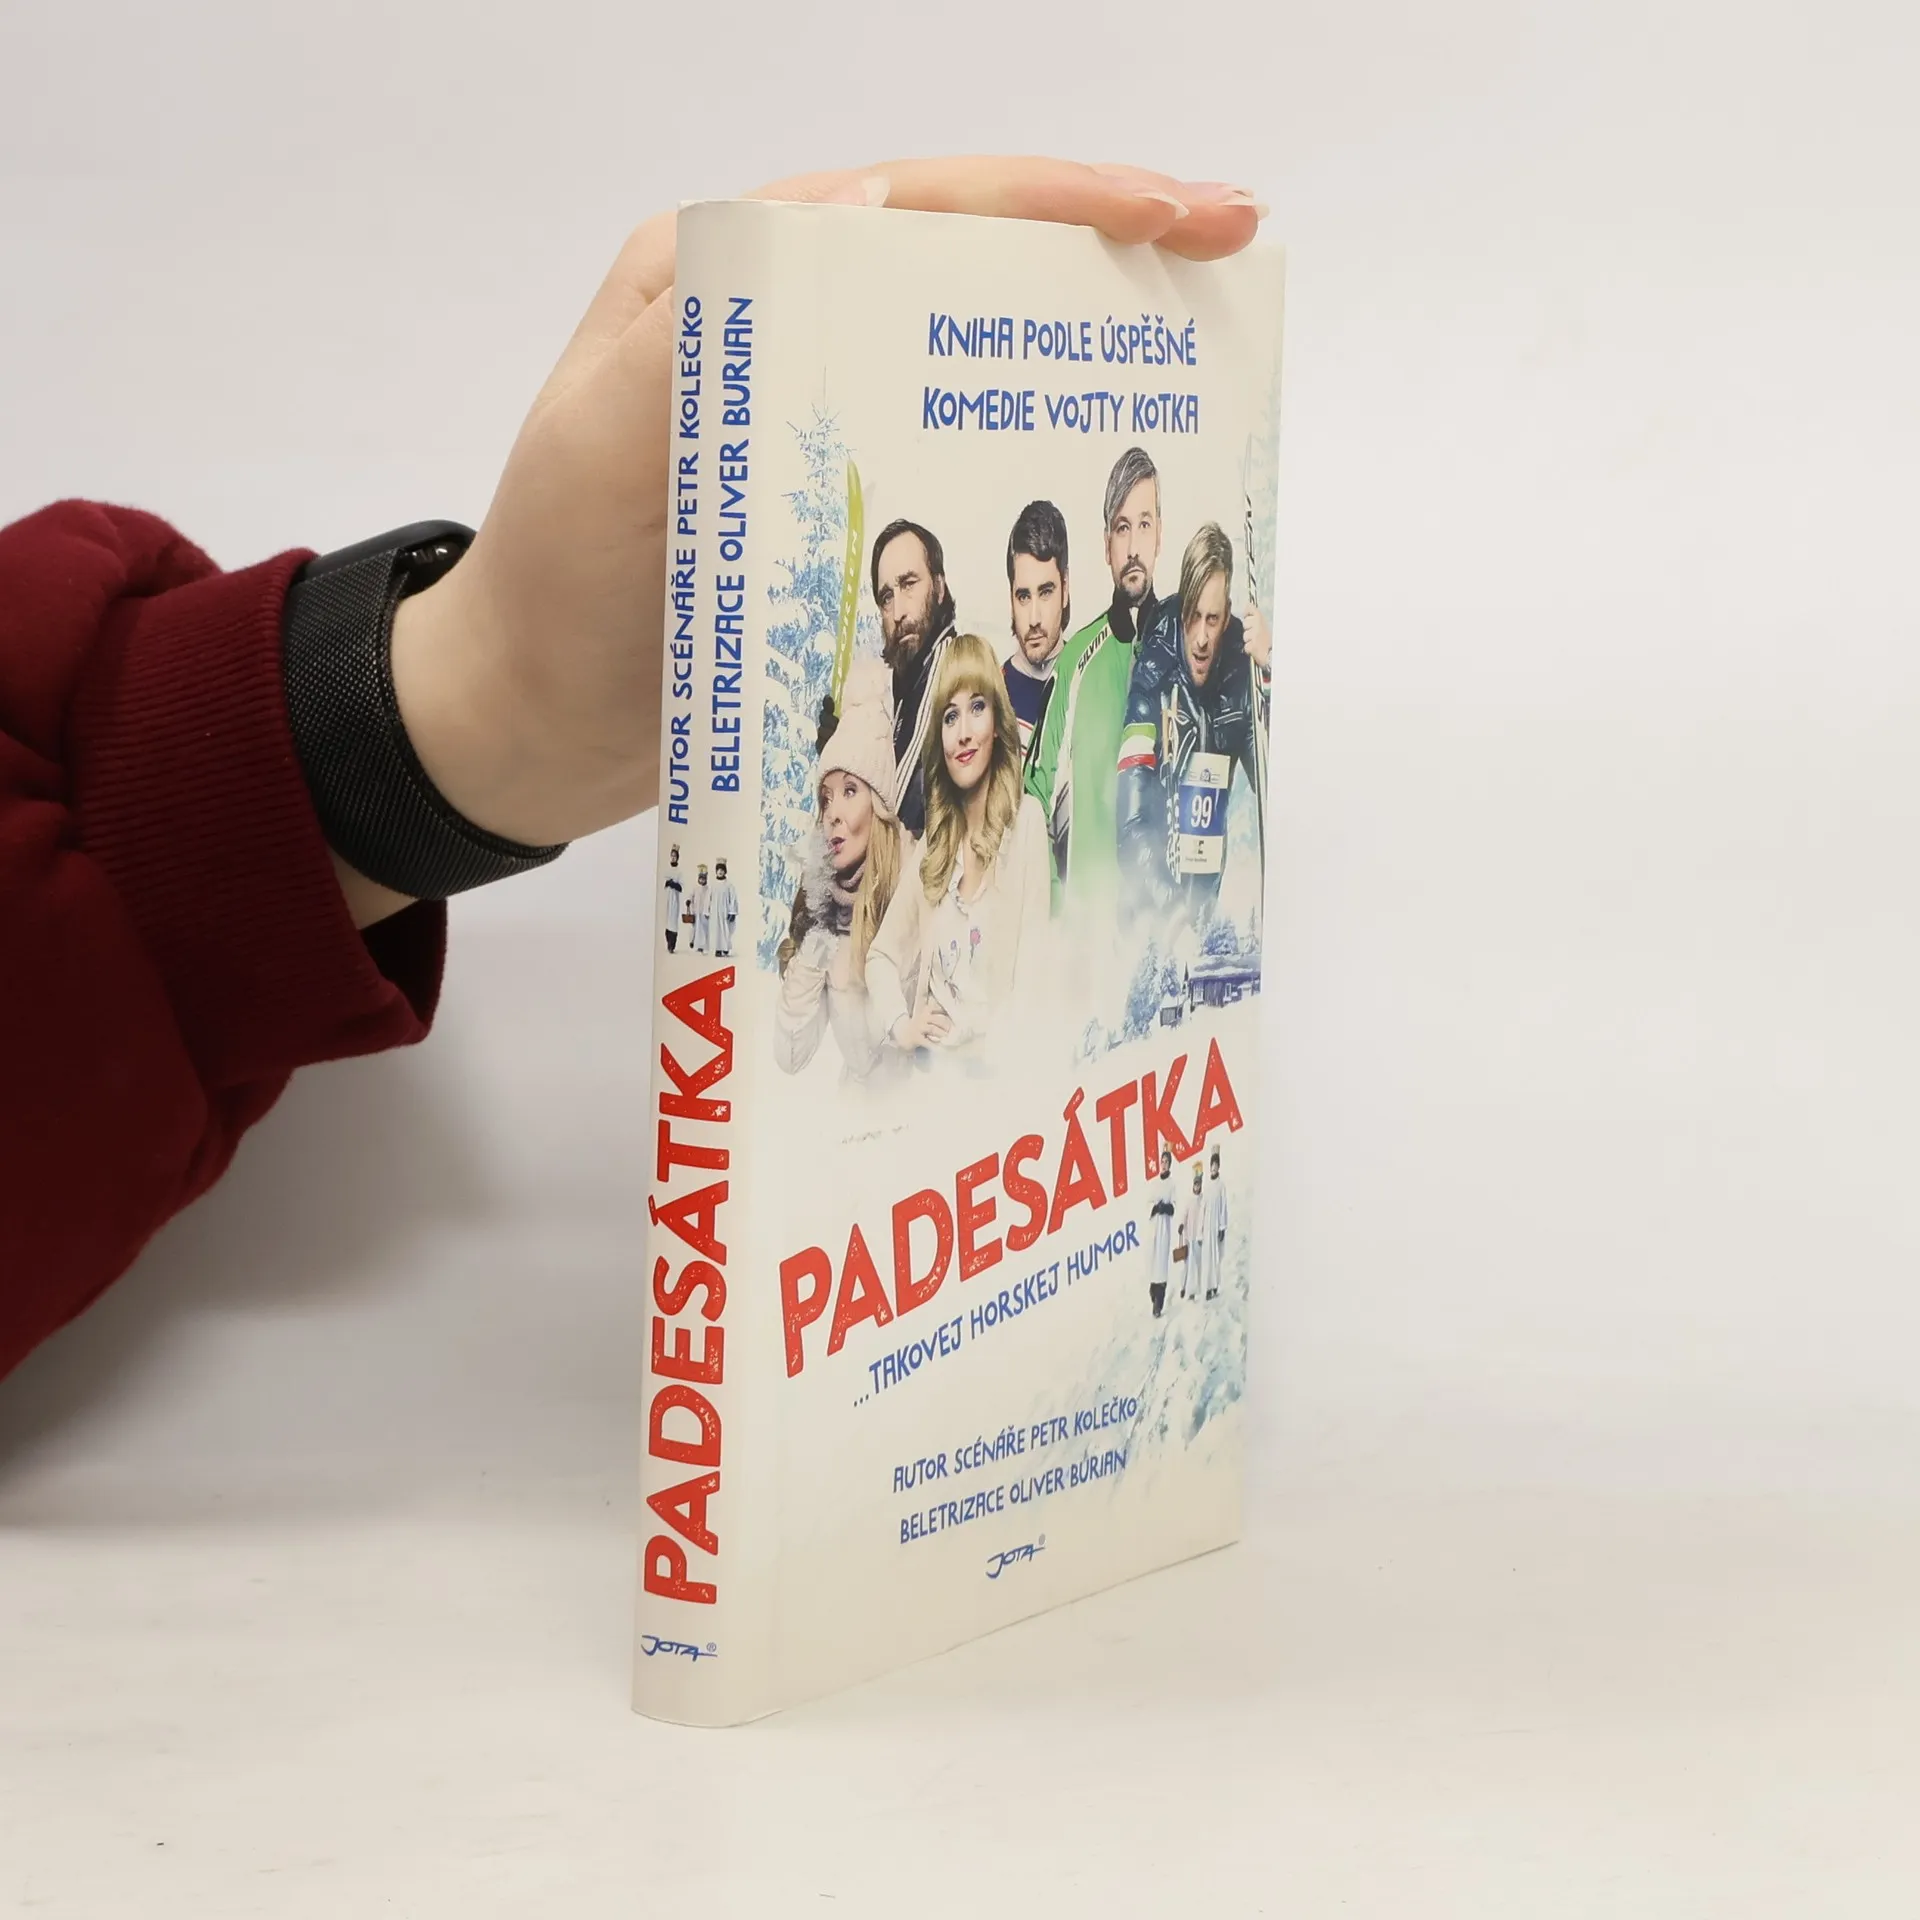 AUTOR SCÉNÁŘE PETR KOLEČKO
BELETRIZACE OLIVER BURIAN
PADESÁTKA
JOTA®
KNIHA PODLE ÚSPĚŠNÉ
KOMEDIE VOJTY KOTKA
SILVINI
99
PADESÁTKA
...TAKOVEJ HORSKEJ HUMOR
AUTOR SCÉNÁŘE PETR KOLEČKO
BELETRIZACE OLIVER BURIAN
JOTA®